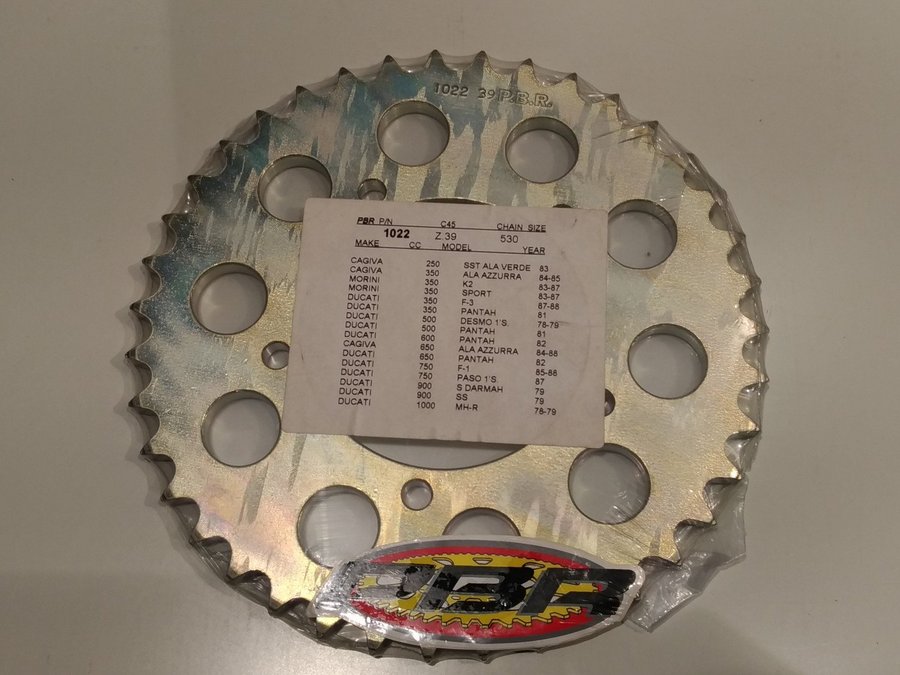 1022 39 P.B.R.
PBR P/N C45 CHAIN SIZE
1022 Z 39 530
MAKE CC MODEL YEAR
CAGIVA 250 SST ALA VERDE 83
CAGIVA 350 ALA AZZURRA 84-85
MORINI 350 K2 83-87
MORINI 350 SPORT 83-87
DUCATI 350 F-3 87-88
DUCATI 350 PANTAH 81
DUCATI 500 DESMO 1'S. 78-79
DUCATI 500 PANTAH 81
DUCATI 600 PANTAH 82
CAGIVA 650 ALA AZZURRA 84-88
DUCATI 650 PANTAH 82
DUCATI 750 F-1 85-88
DUCATI 750 PASO 1'S. 87
DUCATI 900 S DARMAH 79
DUCATI 900 SS 79
DUCATI 1000 MH-R 78-79
PBR